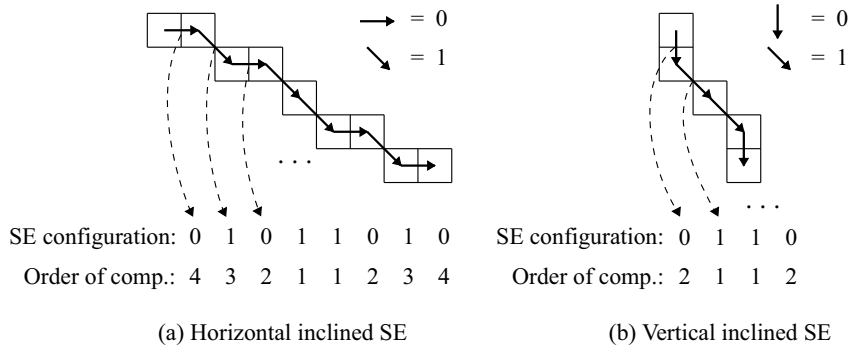 = 0
= 1
= 0
= 1
. . .
. . .
SE configuration: 0 1 0 1 1 0 1 0
Order of comp.: 4 3 2 1 1 2 3 4
SE configuration: 0 1 1 0
Order of comp.: 2 1 1 2
(a) Horizontal inclined SE
(b) Vertical inclined SE